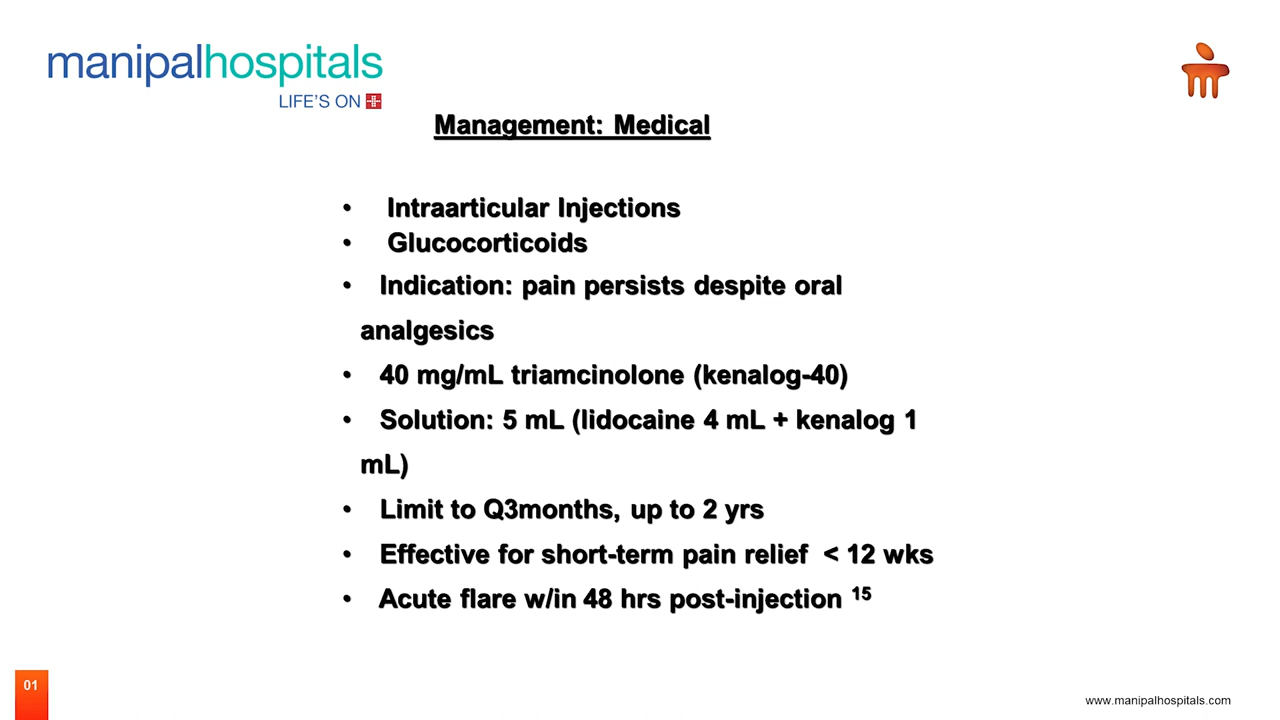 manipalhospitals
LIFE'S ON
Management: Medical
• Intraarticular Injections
• Glucocorticoids
• Indication: pain persists despite oral
analgesics
• 40 mg/mL triamcinolone (kenalog-40)
• Solution: 5 mL (lidocaine 4 mL + kenalog 1
mL)
• Limit to Q3months, up to 2 yrs
• Effective for short-term pain relief < 12 wks
• Acute flare w/in 48 hrs post-injection 15
01
www.manipalhospitals.com